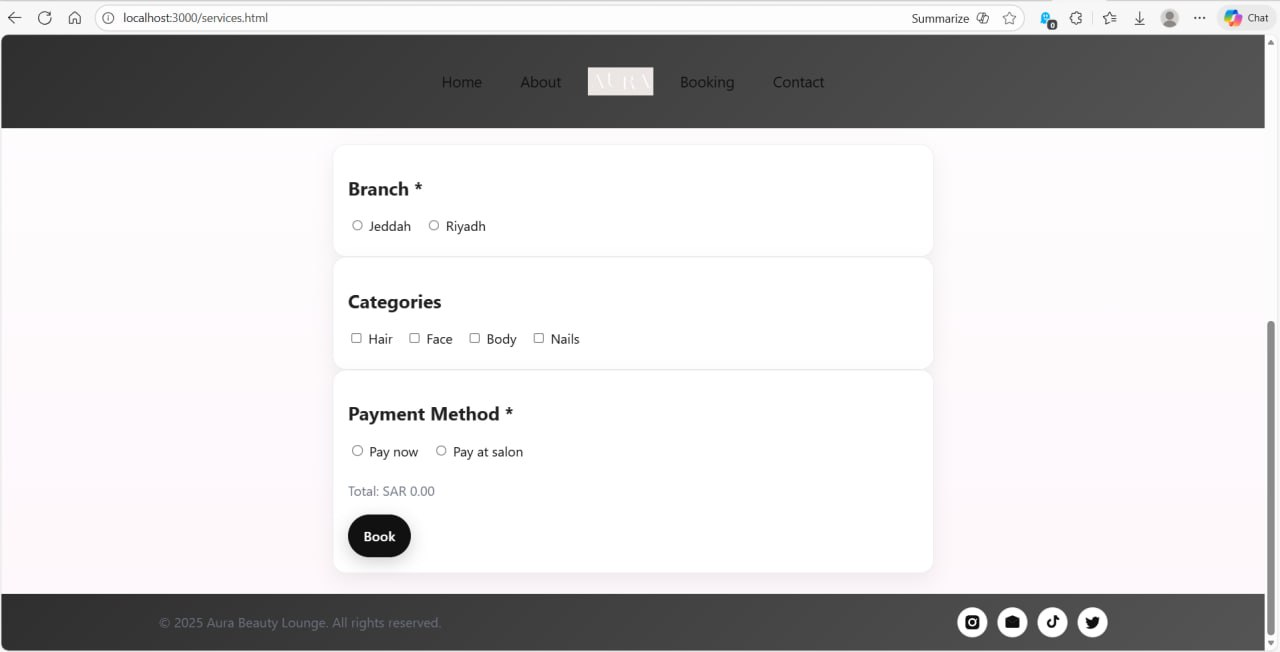 localhost:3000/services.html
Summarize
0
Chat
Home About AURA Booking Contact
Branch *
Jeddah Riyadh
Categories
Hair Face Body Nails
Payment Method *
Pay now Pay at salon
Total: SAR 0.00
Book
© 2025 Aura Beauty Lounge. All rights reserved.